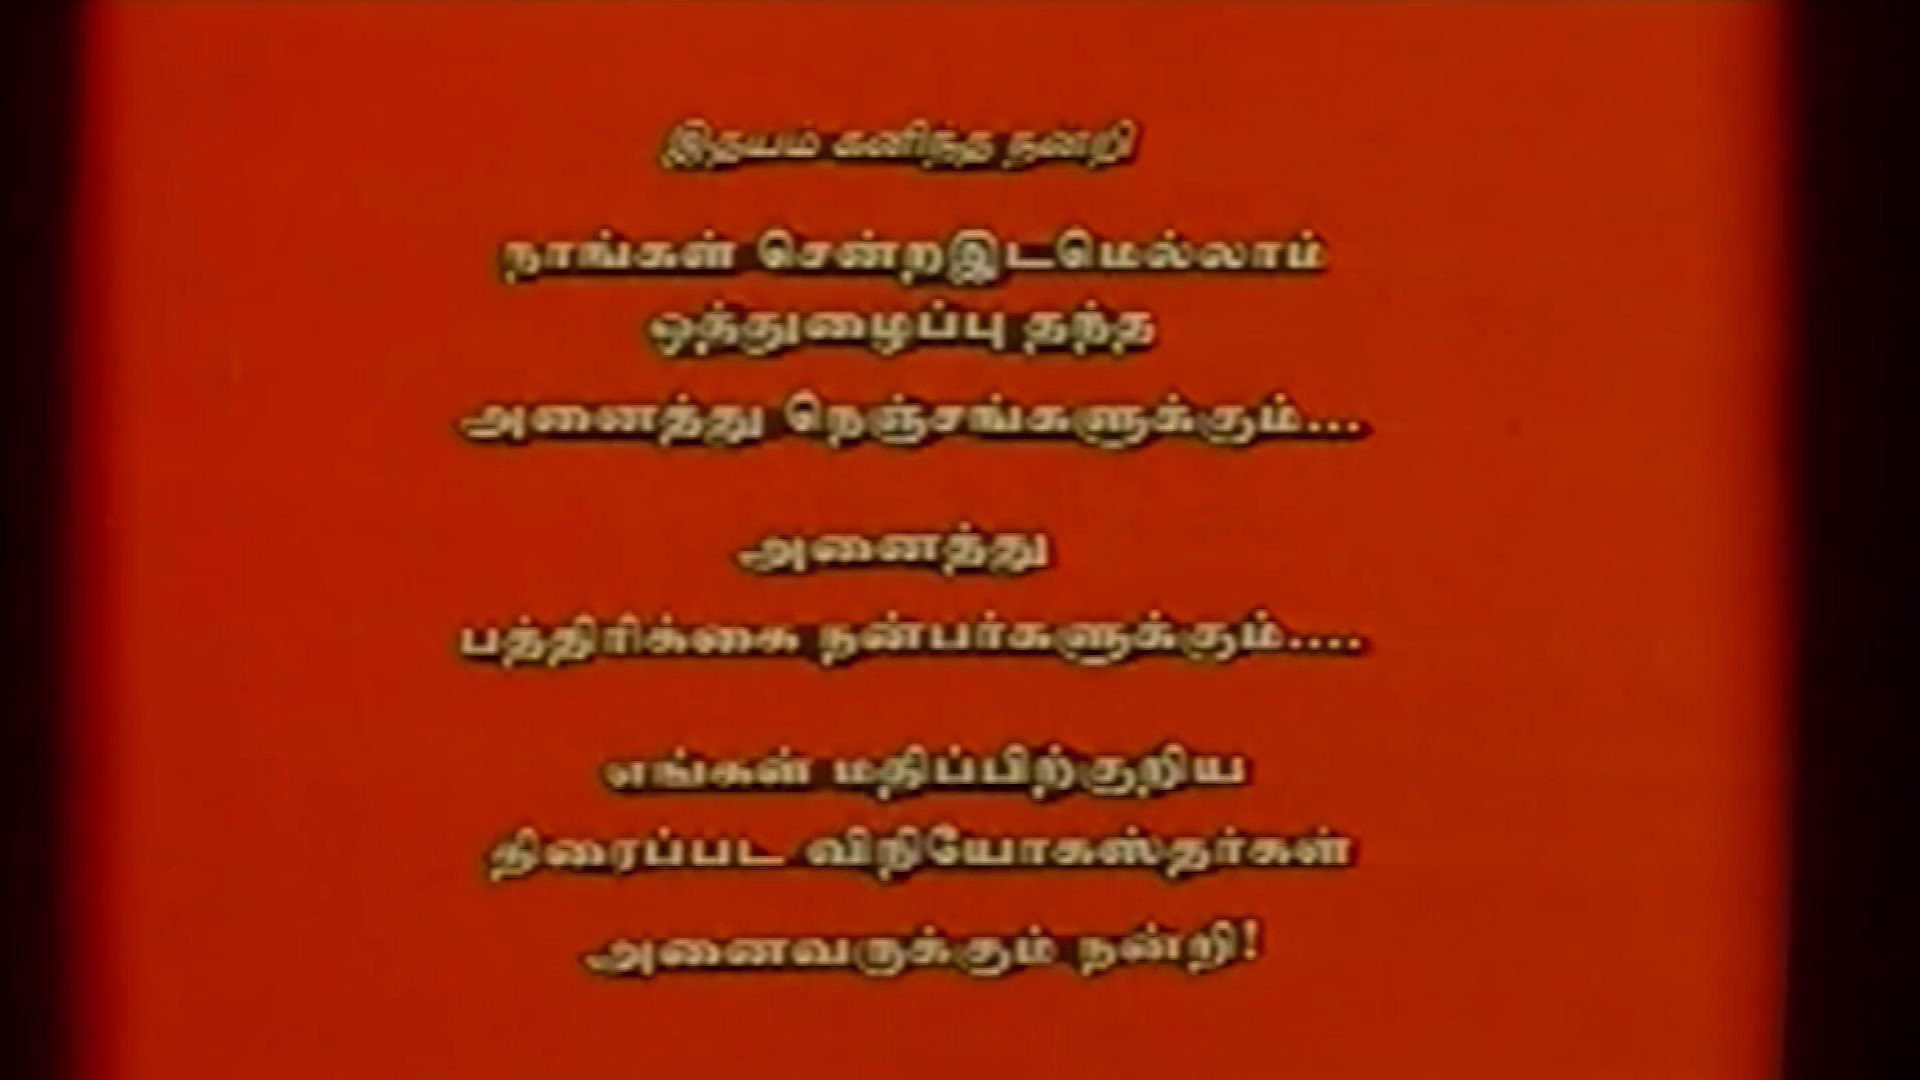 இதயம் கனிந்த நன்றி
நாங்கள் சென்றஇடமெல்லாம்
ஒத்துழைப்பு தந்த
அனைத்து நெஞ்சங்களுக்கும்...
அனைத்து
பத்திரிக்கை நன்பர்களுக்கும்....
எங்கள் மதிப்பிற்குறிய
திரைப்பட விநியோகஸ்தர்கள்
அனைவருக்கும் நன்றி!